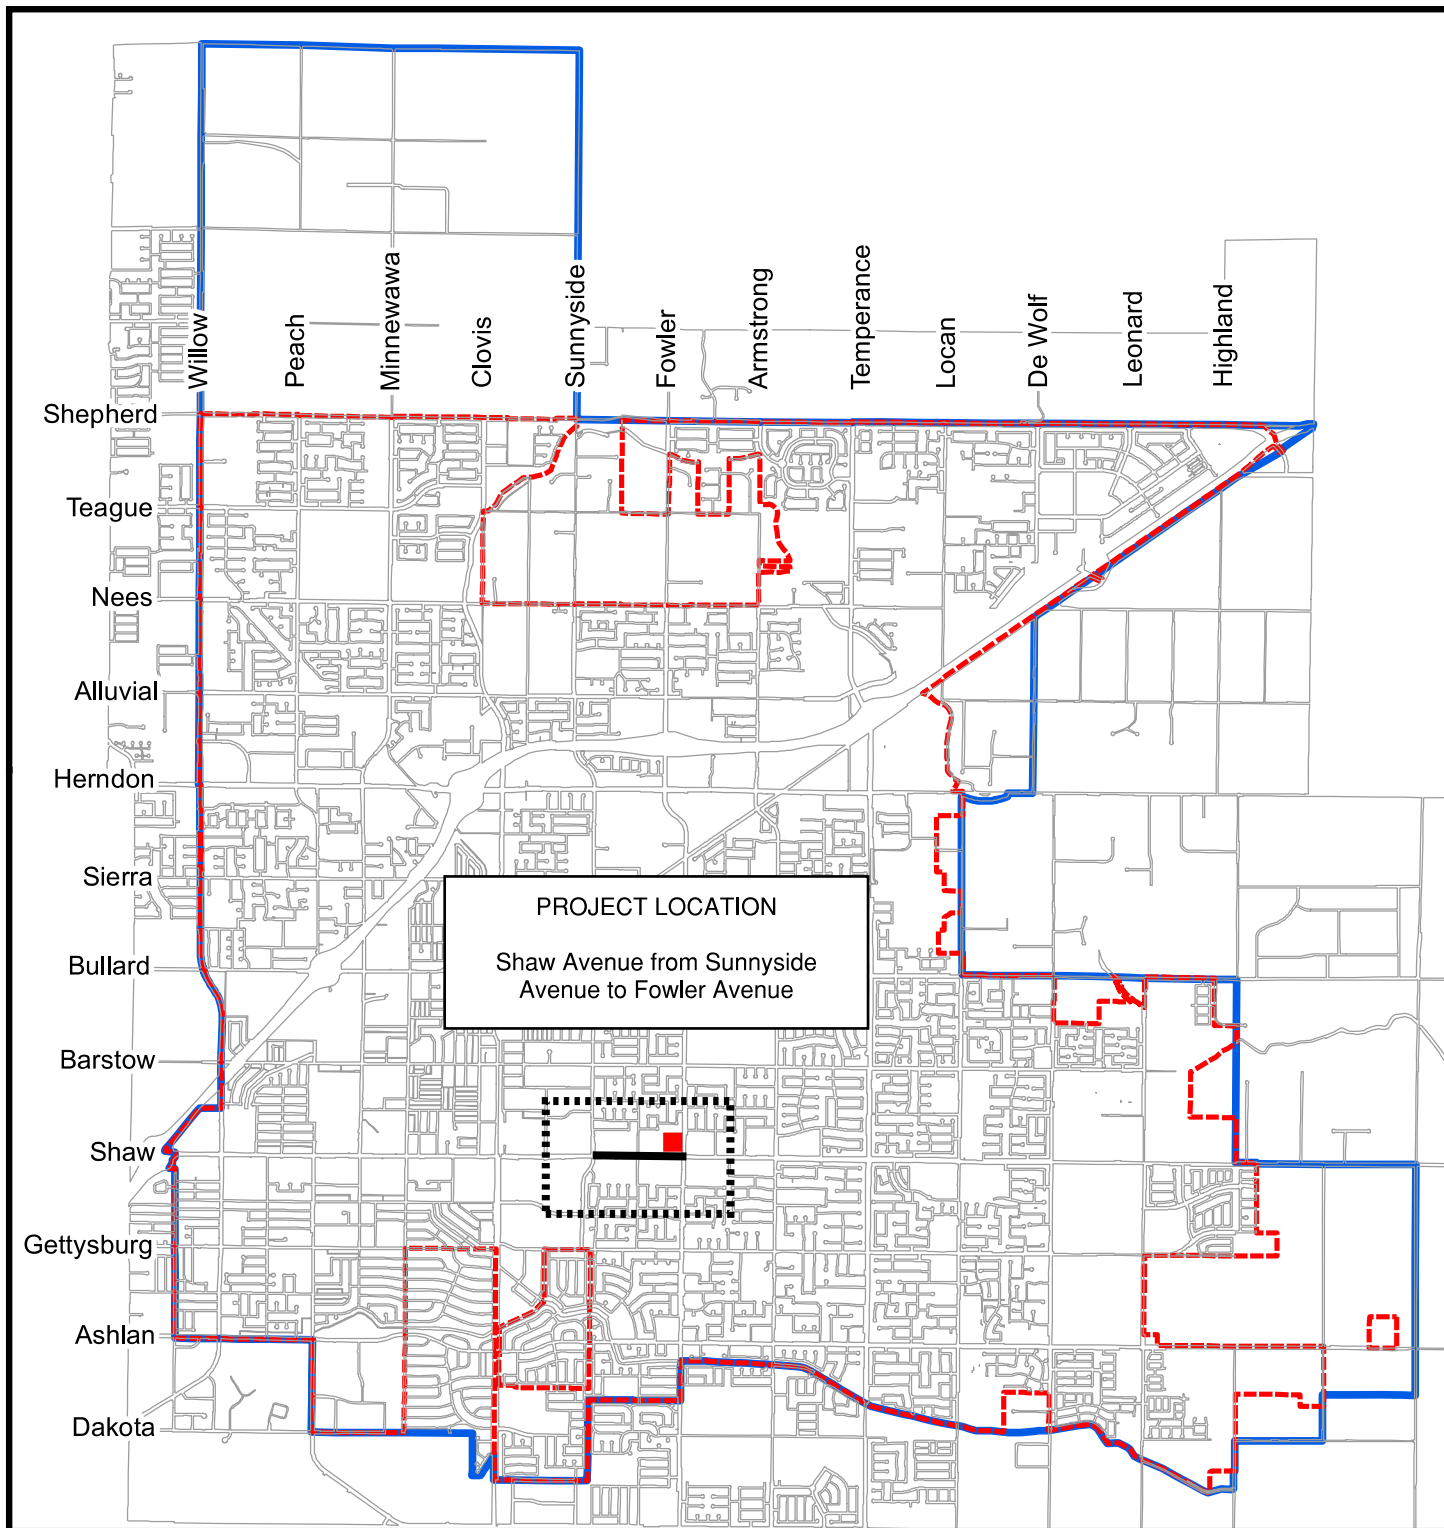 Willow
Peach
Minnewawa
Clovis
Sunnyside
Fowler
Armstrong
Temperance
Locan
De Wolf
Leonard
Highland
Shepherd
Teague
Nees
Alluvial
Herndon
Sierra
Bullard
Barstow
Shaw
Gettysburg
Ashlan
Dakota
PROJECT LOCATION
Shaw Avenue from Sunnyside
Avenue to Fowler Avenue